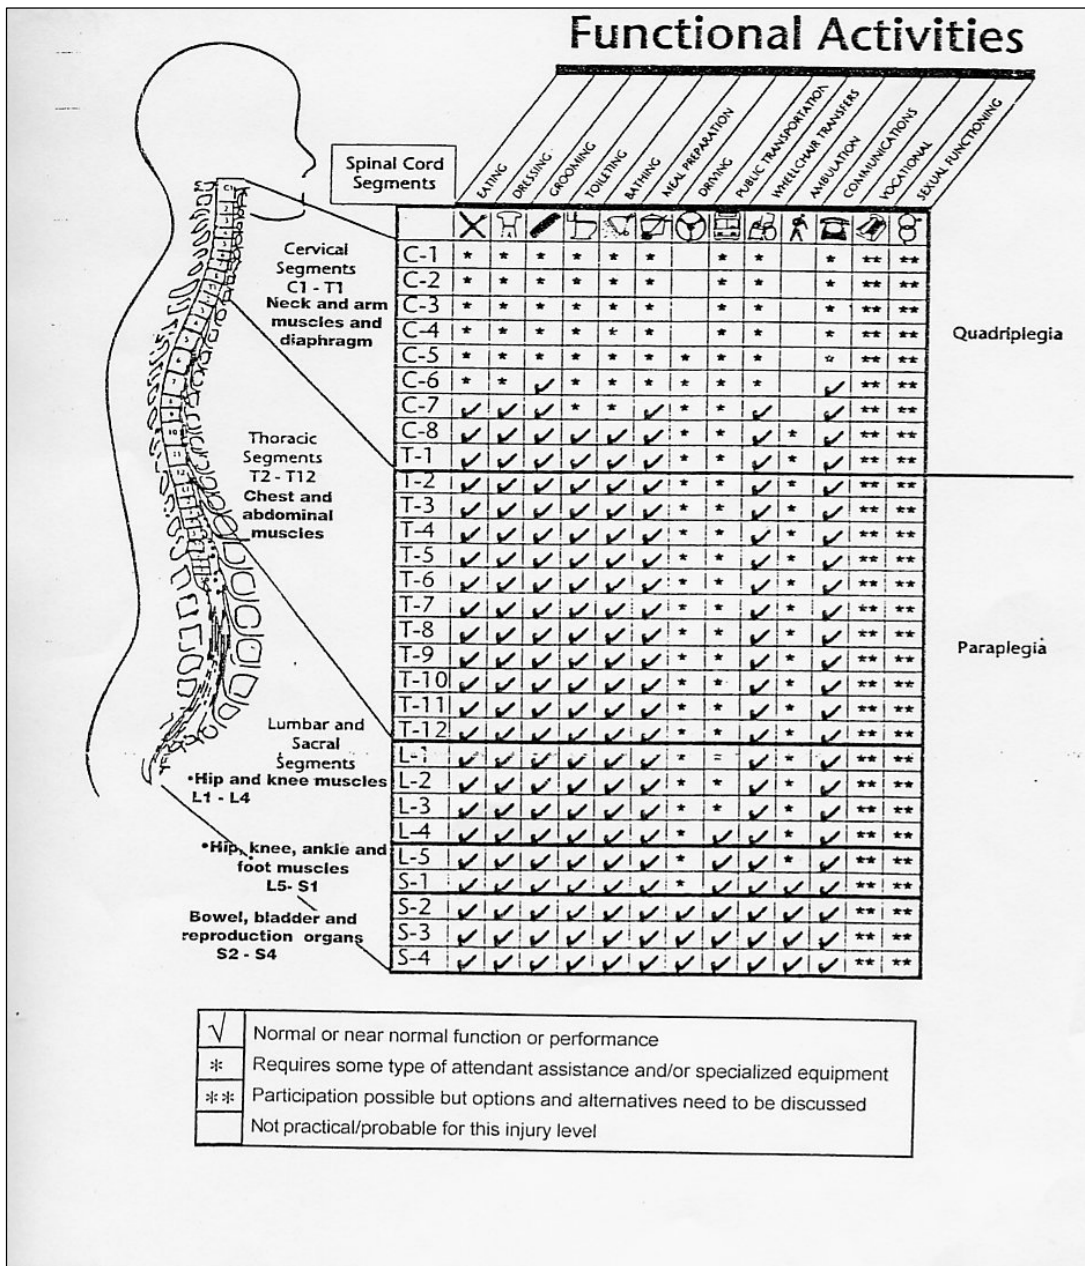 Functional Activities
Spinal Cord
Segments
EATING
DRESSING
GROOMING
TOILETING
BATHING
MEAL PREPARATION
DRIVING
PUBLIC TRANSPORTATION
WHEELCHAIR TRANSFERS
AMBULATION
COMMUNICATIONS
VOCATIONAL
SEXUAL FUNCTIONING
Cervical
Segments
C1 - T1
Neck and arm
muscles and
diaphragm
Thoracic
Segments
T2 - T12
Chest and
abdominal
muscles
Lumbar and
Sacral
Segments
•Hip and knee muscles
L1 - L4
•Hip, knee, ankle and
foot muscles
L5- S1
Bowel, bladder and
reproduction organs
S2 - S4
C-1 * * * * * * * * * ** **
C-2 * * * * * * * * * ** **
C-3 * * * * * * * * * ** **
C-4 * * * * * * * * * ** **
C-5 * * * * * * * * * * ** **
C-6 * * ✓ * * * * * * ✓ ** **
C-7 ✓ ✓ ✓ * * ✓ * * ✓ ✓ ** **
C-8 ✓ ✓ ✓ ✓ ✓ ✓ * * ✓ * ✓ ** **
T-1 ✓ ✓ ✓ ✓ ✓ ✓ * * ✓ * ✓ ** **
T-2 ✓ ✓ ✓ ✓ ✓ ✓ * * ✓ * ✓ ** **
T-3 ✓ ✓ ✓ ✓ ✓ ✓ * * ✓ * ✓ ** **
T-4 ✓ ✓ ✓ ✓ ✓ ✓ * * ✓ * ✓ ** **
T-5 ✓ ✓ ✓ ✓ ✓ ✓ * * ✓ * ✓ ** **
T-6 ✓ ✓ ✓ ✓ ✓ ✓ * * ✓ * ✓ ** **
T-7 ✓ ✓ ✓ ✓ ✓ ✓ * * ✓ * ✓ ** **
T-8 ✓ ✓ ✓ ✓ ✓ ✓ * * ✓ * ✓ ** **
T-9 ✓ ✓ ✓ ✓ ✓ ✓ * * ✓ * ✓ ** **
T-10 ✓ ✓ ✓ ✓ ✓ ✓ * * ✓ * ✓ ** **
T-11 ✓ ✓ ✓ ✓ ✓ ✓ * * ✓ * ✓ ** **
T-12 ✓ ✓ ✓ ✓ ✓ ✓ * * ✓ * ✓ ** **
L-1 ✓ ✓ ✓ ✓ ✓ ✓ * * ✓ * ✓ ** **
L-2 ✓ ✓ ✓ ✓ ✓ ✓ * * ✓ * ✓ ** **
L-3 ✓ ✓ ✓ ✓ ✓ ✓ * * ✓ * ✓ ** **
L-4 ✓ ✓ ✓ ✓ ✓ ✓ * ✓ ✓ * ✓ ** **
L-5 ✓ ✓ ✓ ✓ ✓ ✓ * ✓ ✓ * ✓ ** **
S-1 ✓ ✓ ✓ ✓ ✓ ✓ * ✓ ✓ ✓ ✓ ** **
S-2 ✓ ✓ ✓ ✓ ✓ ✓ ✓ ✓ ✓ ✓ ✓ ** **
S-3 ✓ ✓ ✓ ✓ ✓ ✓ ✓ ✓ ✓ ✓ ✓ ** **
S-4 ✓ ✓ ✓ ✓ ✓ ✓ ✓ ✓ ✓ ✓ ✓ ** **
Quadriplegia
Paraplegia
√ Normal or near normal function or performance
* Requires some type of attendant assistance and/or specialized equipment
** Participation possible but options and alternatives need to be discussed
Not practical/probable for this injury level